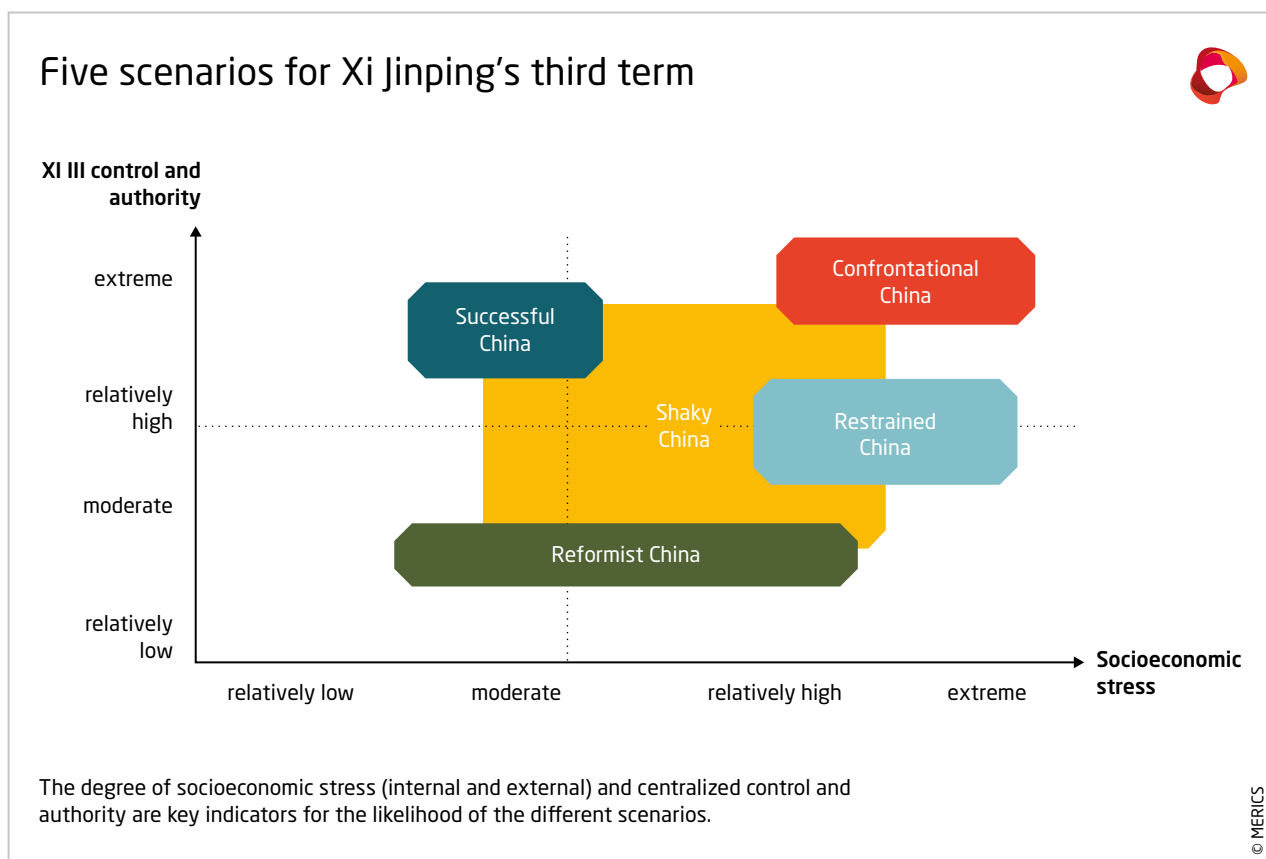 Five scenarios for Xi Jinping's third term
XI III control and
authority
extreme
relatively
high
moderate
relatively
low
Successful
China
Confrontational
China
Shaky
China
Restrained
China
Reformist China
relatively low
moderate
relatively high
extreme
Socioeconomic
stress
The degree of socioeconomic stress (internal and external) and centralized control and
authority are key indicators for the likelihood of the different scenarios.
© MERICS